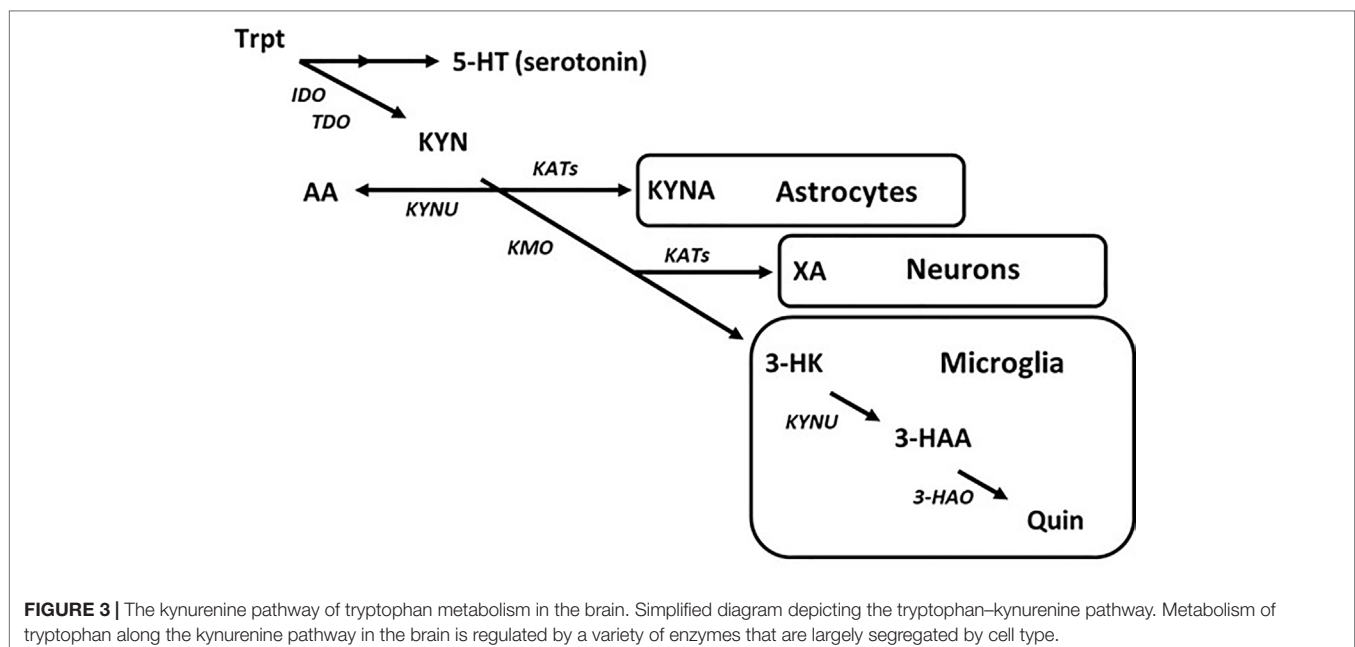 Trpt
5-HT (serotonin)
IDO
TDO
KYN
KATs
AA
KYNA Astrocytes
KYNU
KMO
KATs
XA Neurons
3-HK Microglia
KYNU
3-HAA
3-HAO
Quin
FIGURE 3 | The kynurenine pathway of tryptophan metabolism in the brain. Simplified diagram depicting the tryptophan–kynurenine pathway. Metabolism of
tryptophan along the kynurenine pathway in the brain is regulated by a variety of enzymes that are largely segregated by cell type.